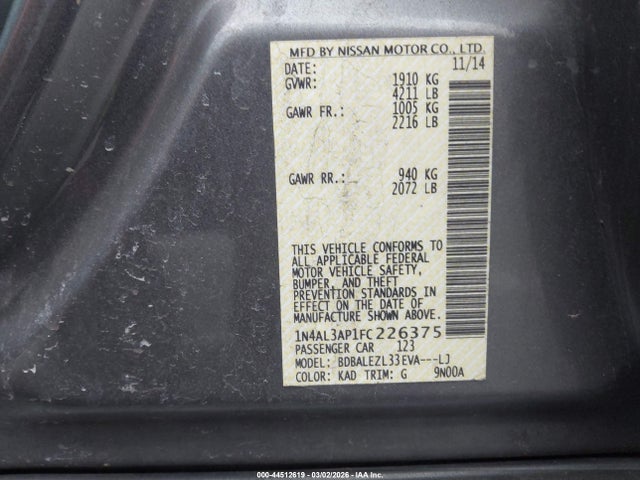 MFD BY NISSAN MOTOR CO., LTD.
DATE: 11/14
GVWR: 1910 KG
4211 LB
GAWR FR.: 1005 KG
2216 LB
GAWR RR.: 940 KG
2072 LB
THIS VEHICLE CONFORMS TO
ALL APPLICABLE FEDERAL
MOTOR VEHICLE SAFETY,
BUMPER, AND THEFT
PREVENTION STANDARDS IN
EFFECT ON THE DATE OF
MANUFACTURE SHOWN ABOVE.
1N4AL3AP1FC226375
PASSENGER CAR 123
MODEL: BDBALEZL33EVA---LJ
COLOR: KAD TRIM: G 9N00A
000-44512619 - 03/02/2026 - IAA Inc.